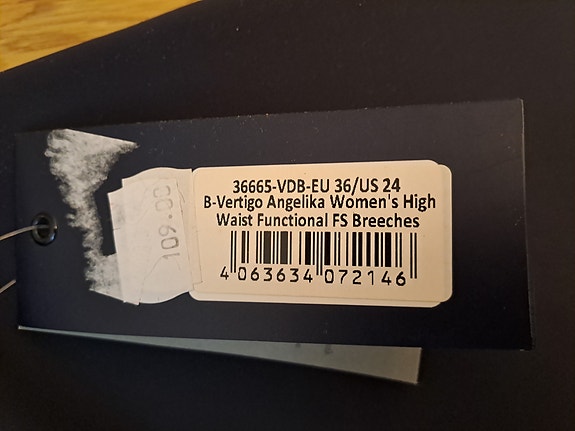 36665-VDB-EU 36/US 24
B-Vertigo Angelika Women's High
Waist Functional FS Breeches
4 063634 072146
109.00